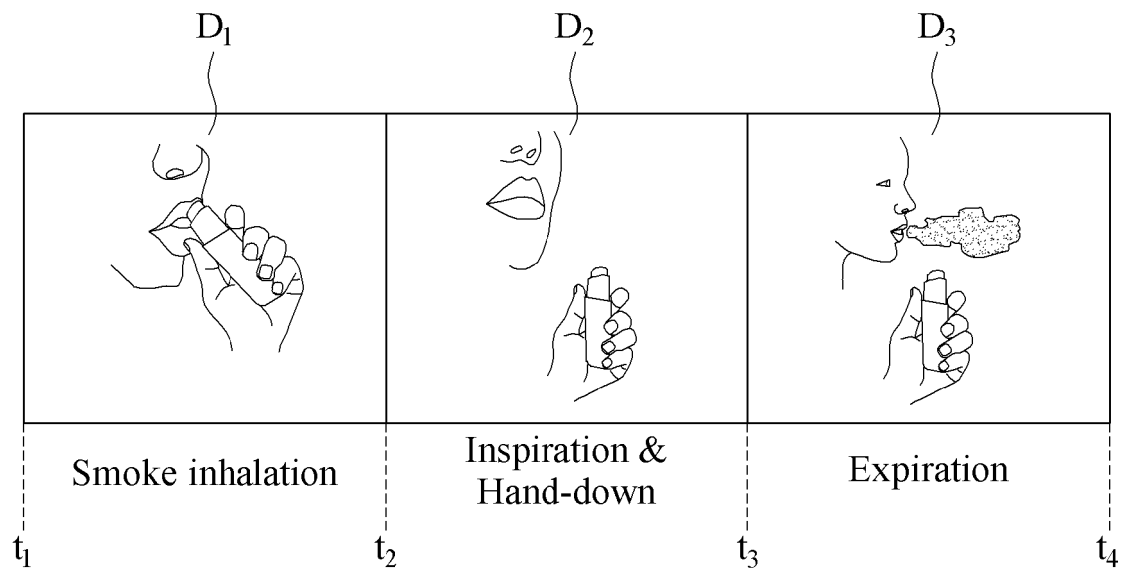 D₁ D₂ D₃
Smoke inhalation
Inspiration &
Hand-down
Expiration
t₁ t₂ t₃ t₄